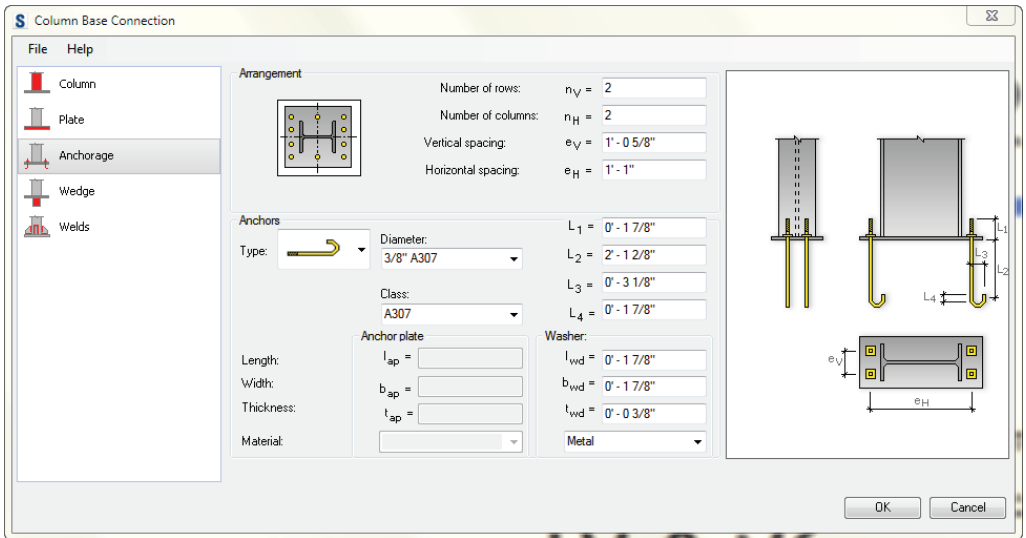 S Column Base Connection
File Help
Column
Plate
Anchorage
Wedge
Welds
Arrangement
Number of rows: nV = 2
Number of columns: nH = 2
Vertical spacing: eV = 1' - 0 5/8"
Horizontal spacing: eH = 1' - 1"
Anchors
Type:
Diameter:
3/8" A307
Class:
A307
L1 = 0' - 1 7/8"
L2 = 2' - 1 2/8"
L3 = 0' - 3 1/8"
L4 = 0' - 1 7/8"
Anchor plate
Washer:
Length: lap = lwd = 0' - 1 7/8"
Width: bap = bwd = 0' - 1 7/8"
Thickness: tap = twd = 0' - 0 3/8"
Material: Metal
L1
L3
L2
L4
eV
eH
OK Cancel